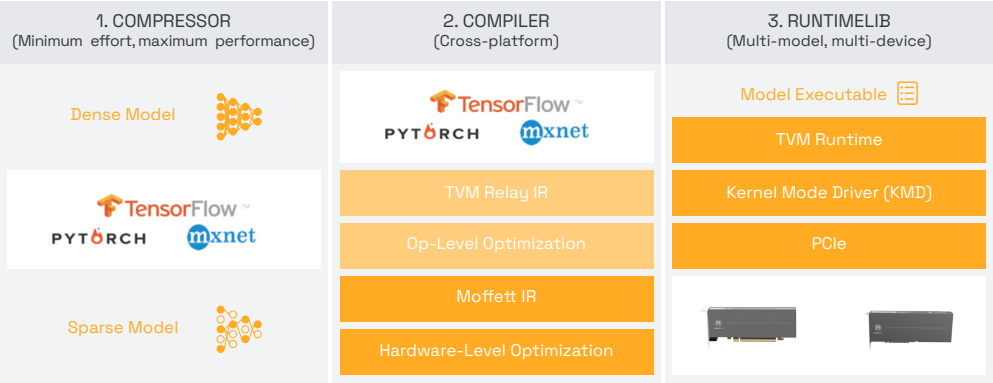 1. COMPRESSOR
(Minimum effort, maximum performance)
Dense Model
TensorFlow™
PYTORCH
mxnet
Sparse Model
2. COMPILER
(Cross-platform)
TensorFlow™
PYTORCH
mxnet
TVM Relay IR
Op-Level Optimization
Moffett IR
Hardware-Level Optimization
3. RUNTIMELIB
(Multi-model, multi-device)
Model Executable
TVM Runtime
Kernel Mode Driver (KMD)
PCIe